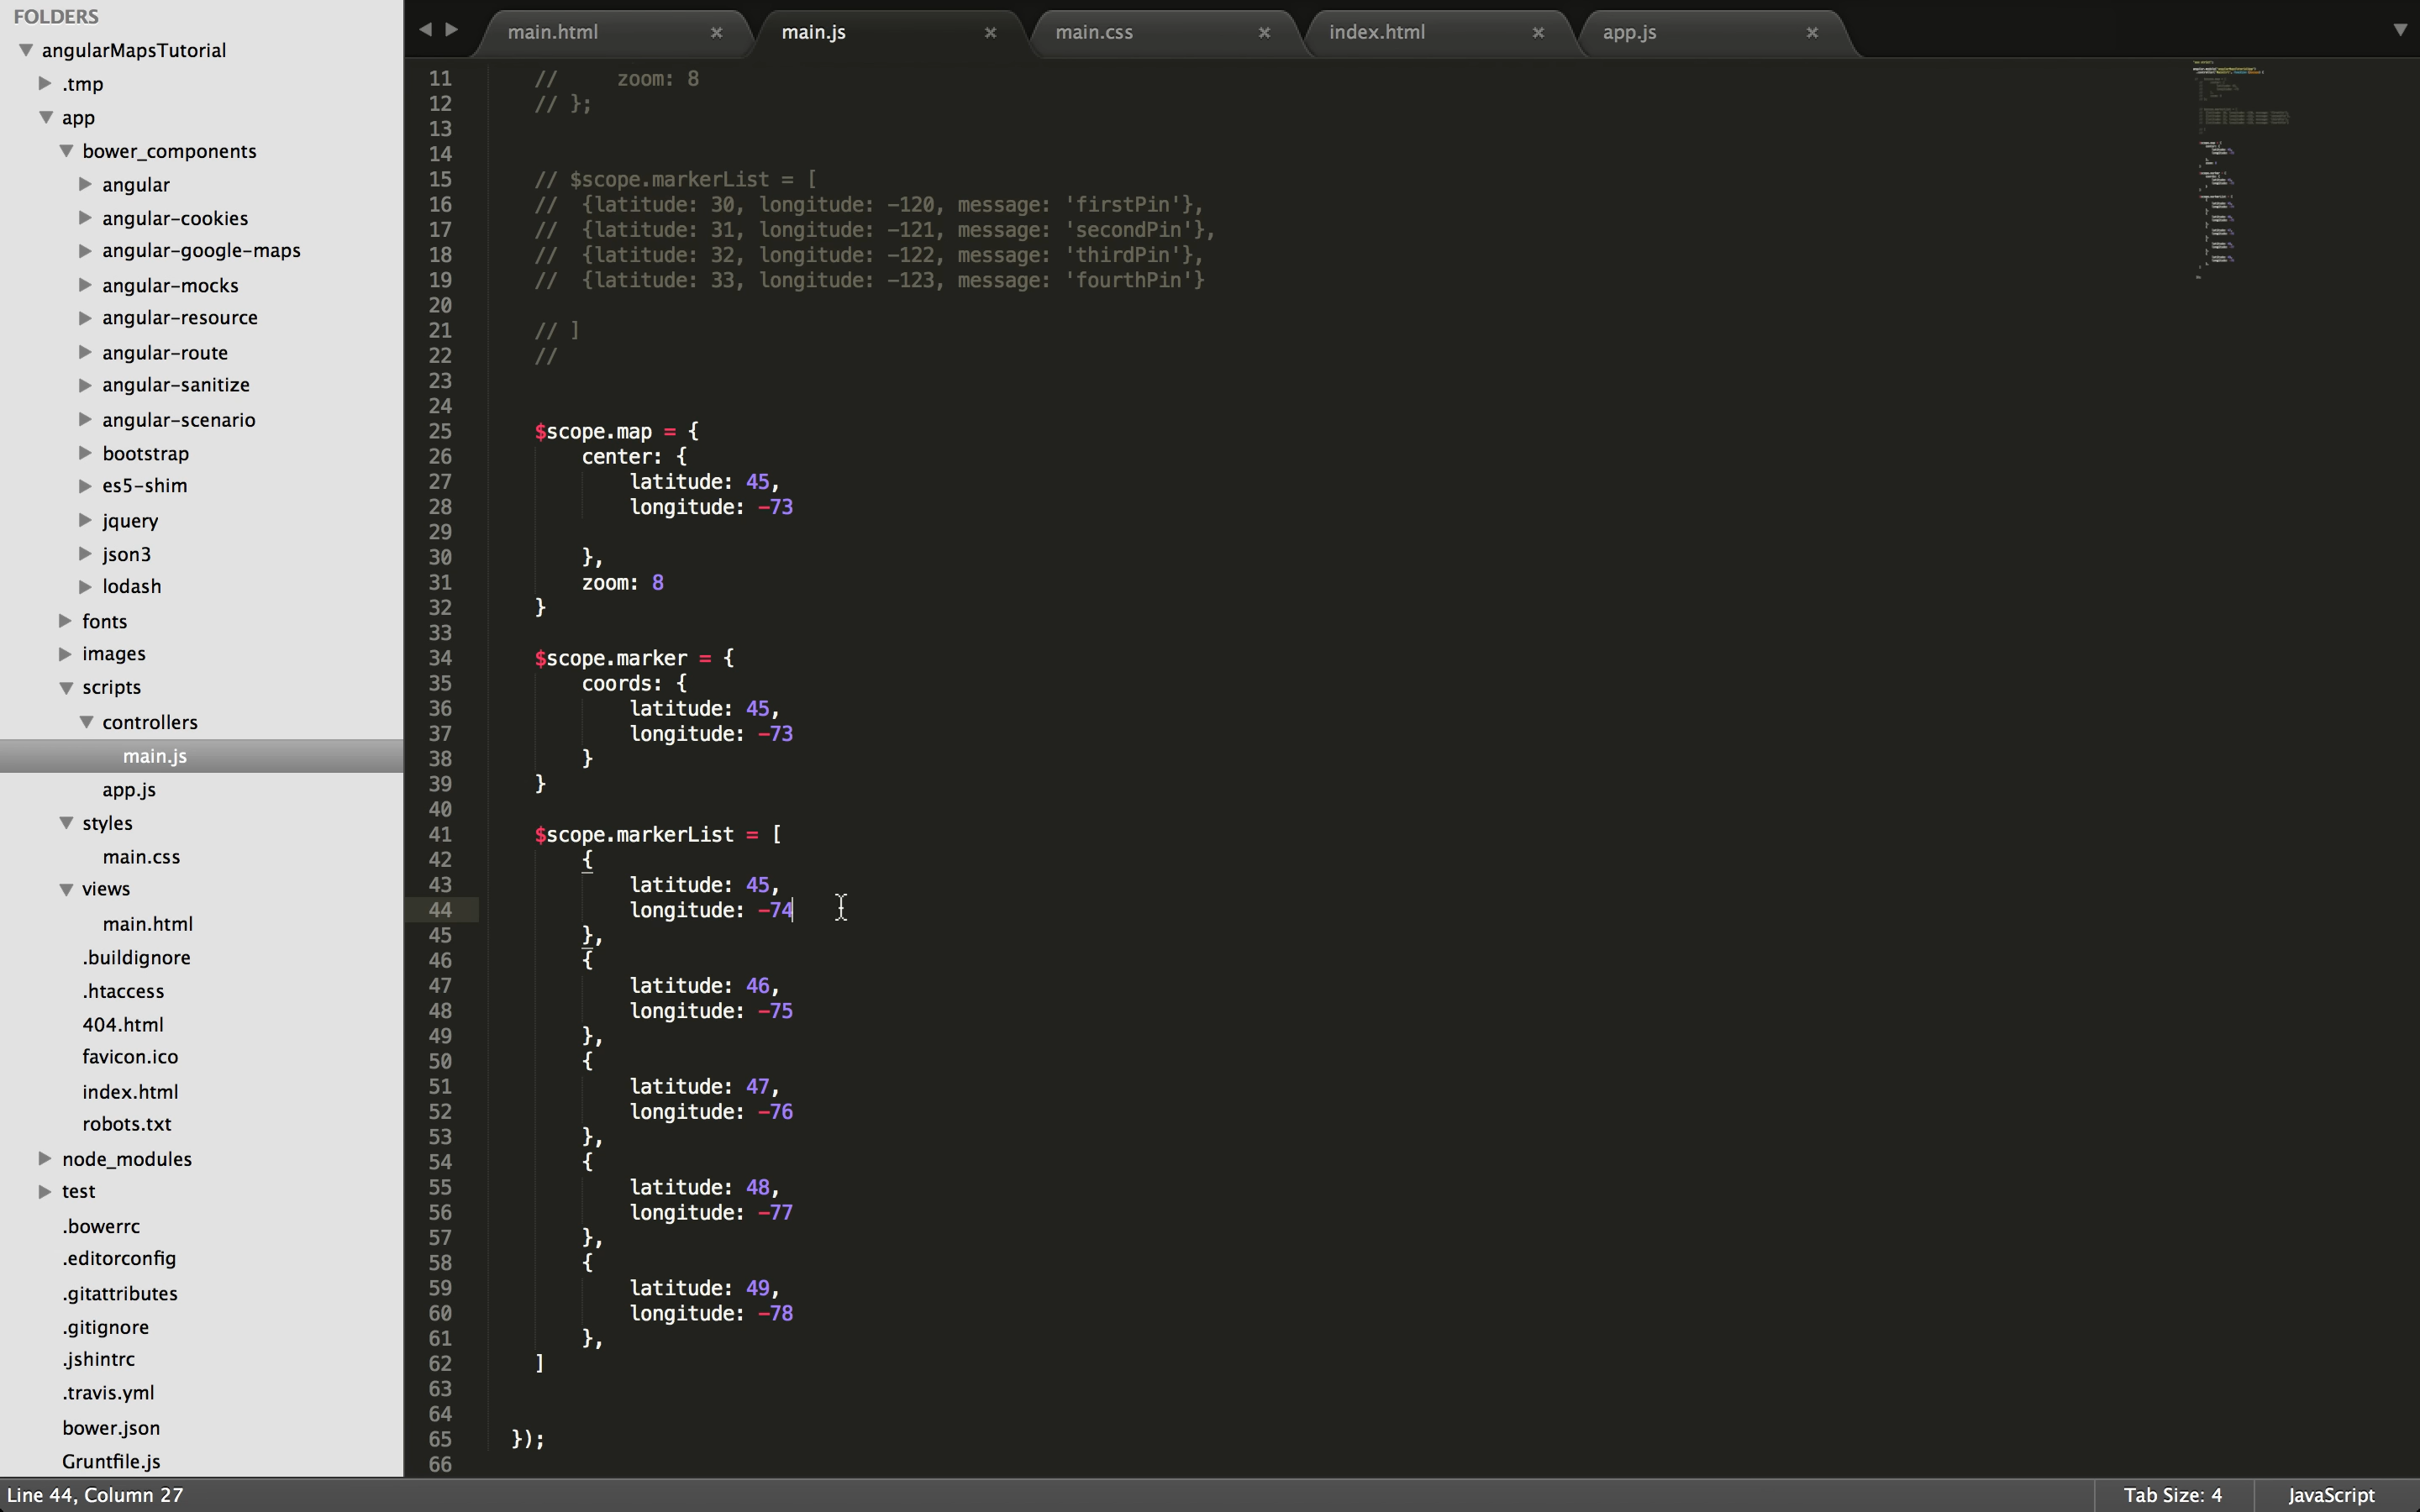 FOLDERS
angularMapsTutorial
.tmp
app
bower_components
angular
angular-cookies
angular-google-maps
angular-mocks
angular-resource
angular-route
angular-sanitize
angular-scenario
bootstrap
es5-shim
jquery
json3
lodash
fonts
images
scripts
controllers
main.js
app.js
styles
main.css
views
main.html
.buildignore
.htaccess
404.html
favicon.ico
index.html
robots.txt
node_modules
test
.bowerrc
.editorconfig
.gitattributes
.gitignore
.jshintrc
.travis.yml
bower.json
Gruntfile.js
main.html × main.js × main.css × index.html × app.js ×
11 // zoom: 8
12 // };
13
14
15 // $scope.markerList = [
16 // {latitude: 30, longitude: -120, message: 'firstPin'},
17 // {latitude: 31, longitude: -121, message: 'secondPin'},
18 // {latitude: 32, longitude: -122, message: 'thirdPin'},
19 // {latitude: 33, longitude: -123, message: 'fourthPin'}
20
21 // ]
22 //
23
24
25 $scope.map = {
26 center: {
27 latitude: 45,
28 longitude: -73
29
30 },
31 zoom: 8
32 }
33
34 $scope.marker = {
35 coords: {
36 latitude: 45,
37 longitude: -73
38 }
39 }
40
41 $scope.markerList = [
42 {
43 latitude: 45,
44 longitude: -74
45 },
46 {
47 latitude: 46,
48 longitude: -75
49 },
50 {
51 latitude: 47,
52 longitude: -76
53 },
54 {
55 latitude: 48,
56 longitude: -77
57 },
58 {
59 latitude: 49,
60 longitude: -78
61 },
62 ]
63
64
65 });
66
Line 44, Column 27
Tab Size: 4
JavaScript